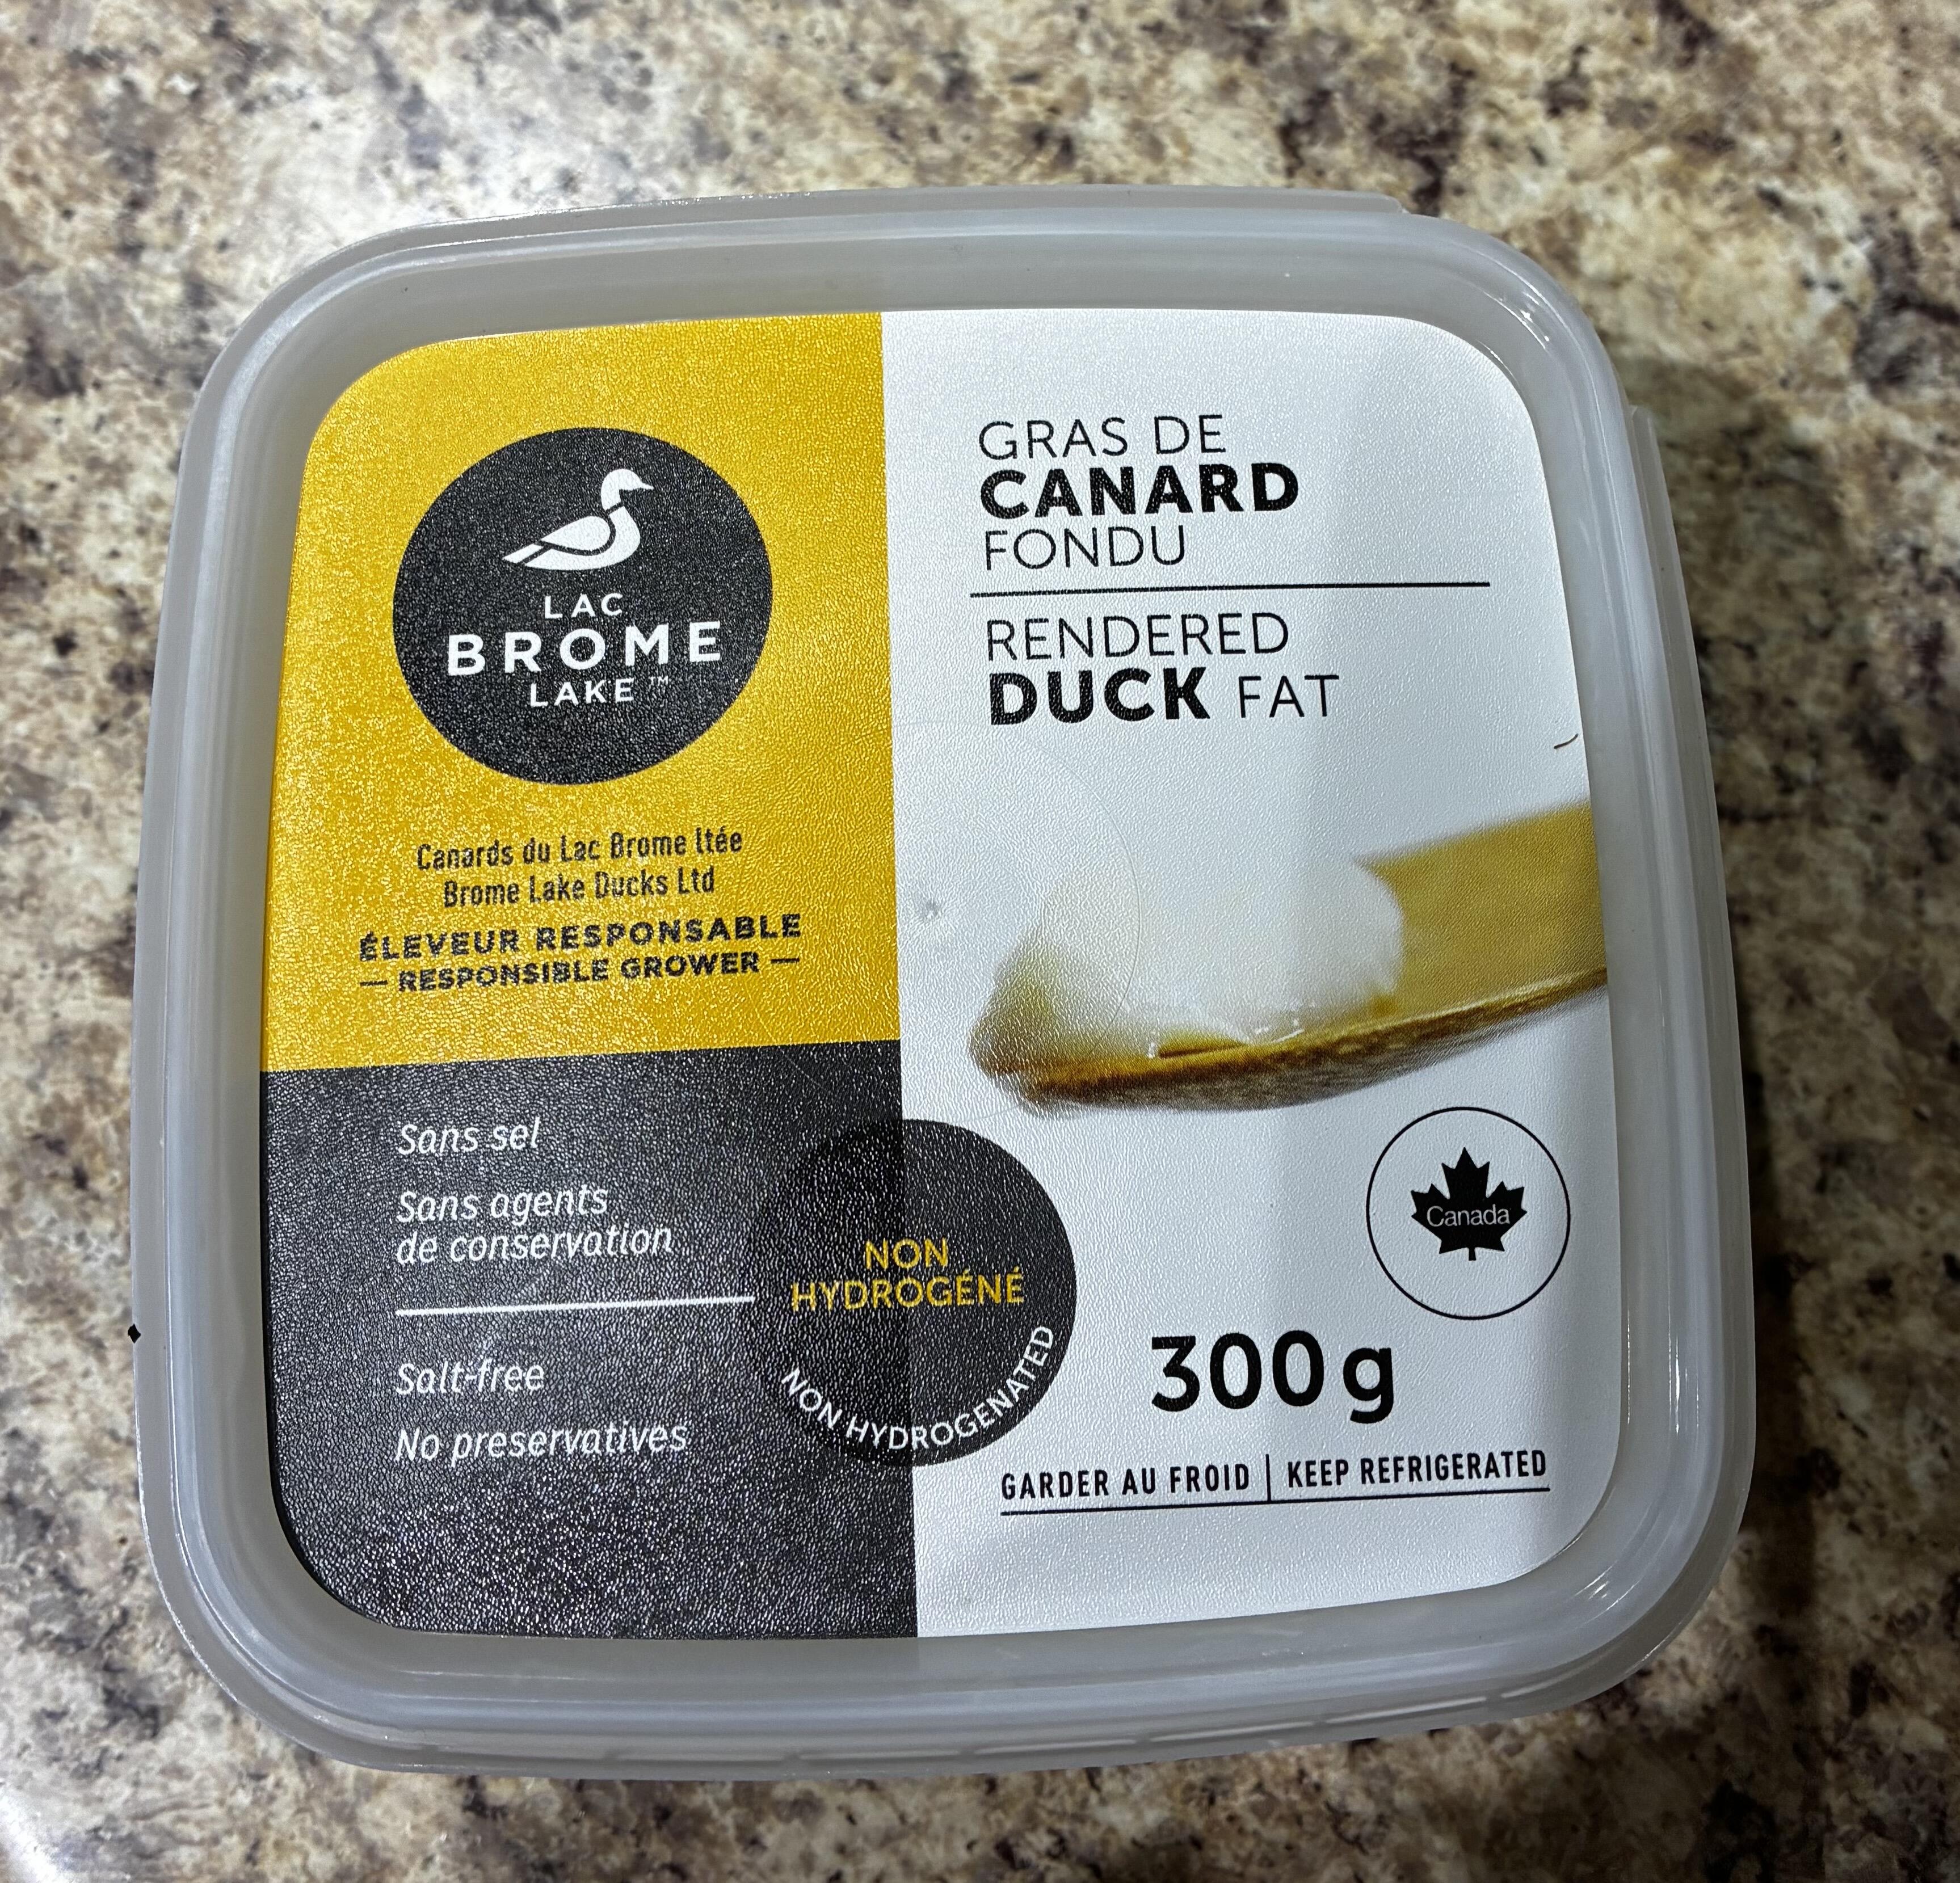 LAC
BROME
LAKE™
Canards du Lac Brome ltée
Brome Lake Ducks Ltd
ÉLEVEUR RESPONSABLE
— RESPONSIBLE GROWER —
Sans sel
Sans agents
de conservation
Salt-free
No preservatives
NON
HYDROGÉNÉ
NON HYDROGENATED
GRAS DE
CANARD
FONDU
RENDERED
DUCK FAT
Canada
300 g
GARDER AU FROID | KEEP REFRIGERATED